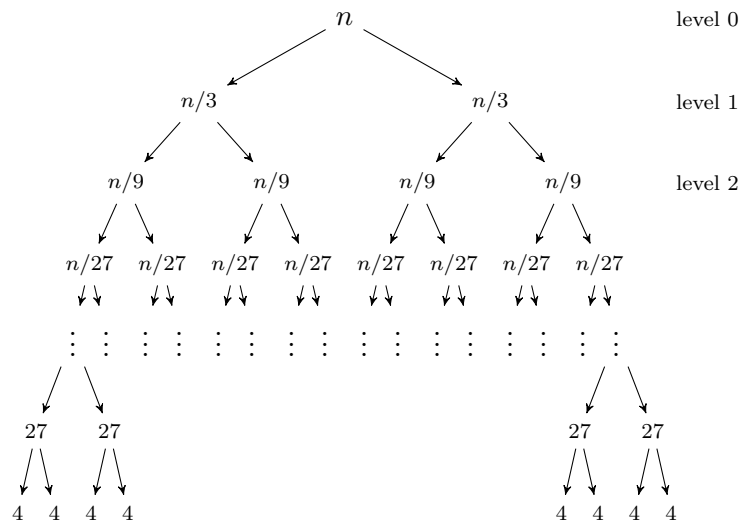 n level 0
n/3 n/3 level 1
n/9 n/9 n/9 n/9 level 2
n/27 n/27 n/27 n/27 n/27 n/27 n/27 n/27
⋮ ⋮ ⋮ ⋮ ⋮ ⋮ ⋮ ⋮ ⋮ ⋮ ⋮ ⋮ ⋮ ⋮ ⋮ ⋮
27 27 27 27
4 4 4 4 4 4 4 4